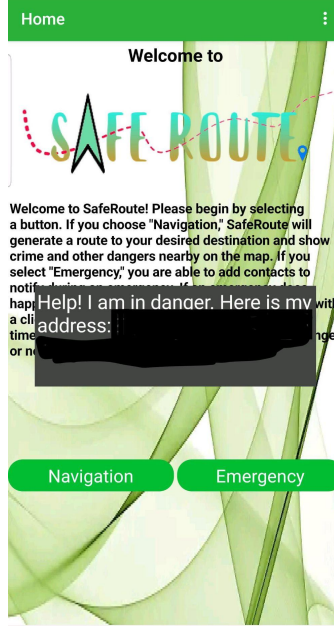 Home
Welcome to
SAFE ROUTE
Welcome to SafeRoute! Please begin by selecting
a button. If you choose "Navigation," SafeRoute will
generate a route to your desired destination and show
crime and other dangers nearby on the map. If you
select "Emergency," you are able to add contacts to
Help! I am in danger. Here is my
address:
Navigation
Emergency